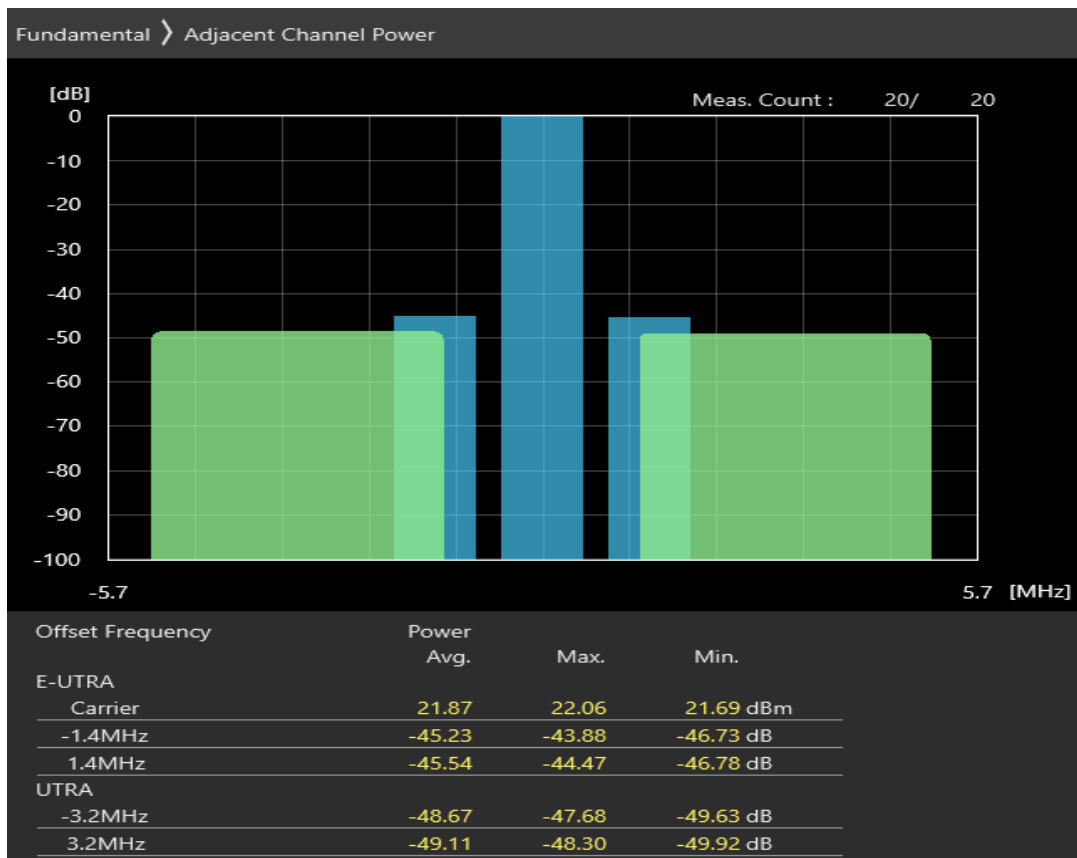 Fundamental 〉 Adjacent Channel Power
[dB]
Meas. Count : 20/ 20
0
-10
-20
-30
-40
-50
-60
-70
-80
-90
-100
-5.7 5.7 [MHz]
Offset Frequency Power
Avg. Max. Min.
E-UTRA
Carrier 21.87 22.06 21.69 dBm
-1.4MHz -45.23 -43.88 -46.73 dB
1.4MHz -45.54 -44.47 -46.78 dB
UTRA
-3.2MHz -48.67 -47.68 -49.63 dB
3.2MHz -49.11 -48.30 -49.92 dB